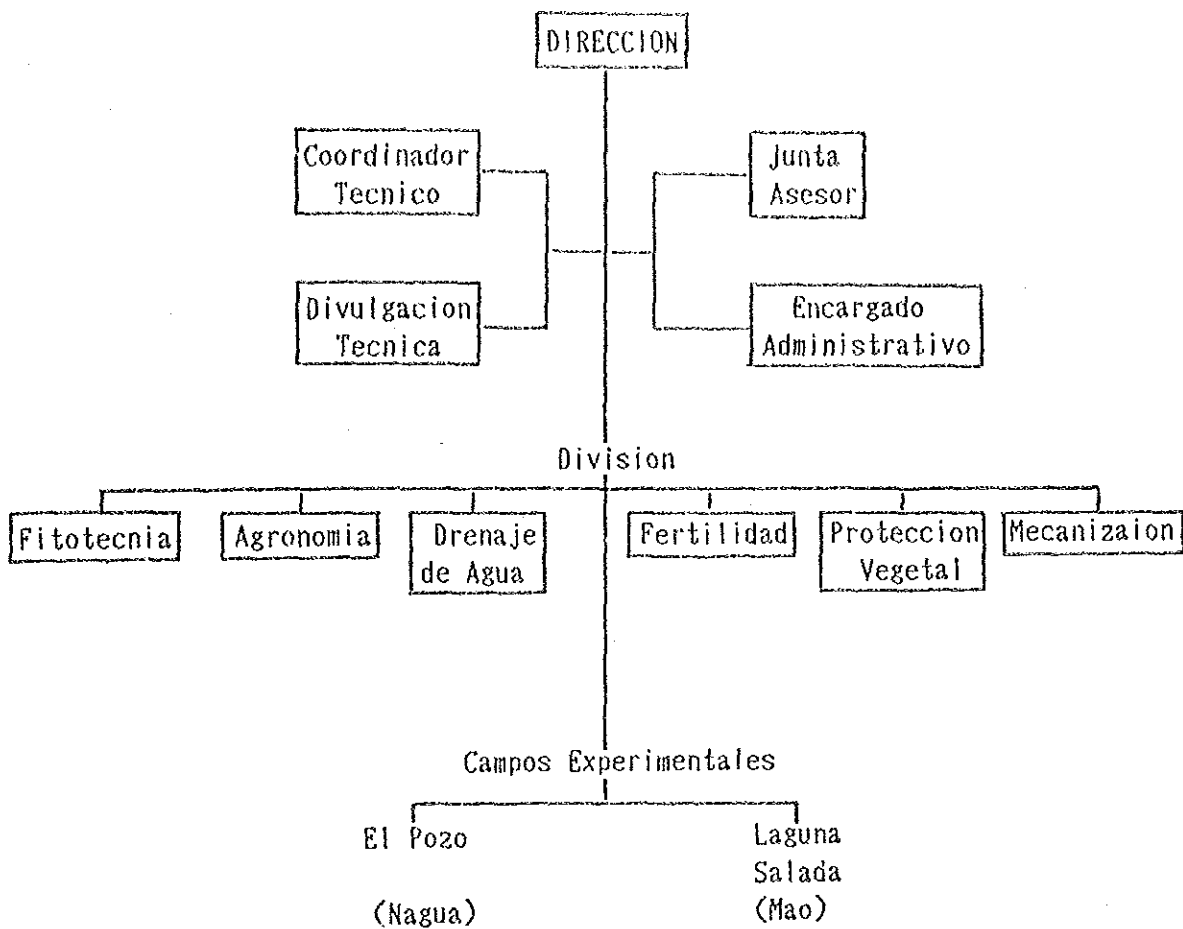 DIRECCION
Coordinador
Tecnico
Junta
Asesor
Divulgacion
Tecnica
Encargado
Administrativo
Division
Fitotecnia
Agronomía
Drenaje
de Agua
Fertilidad
Proteccion
Vegetal
Mecanizaion
Campos Experimentales
El Pozo
(Nagua)
Laguna
Salada
(Mao)